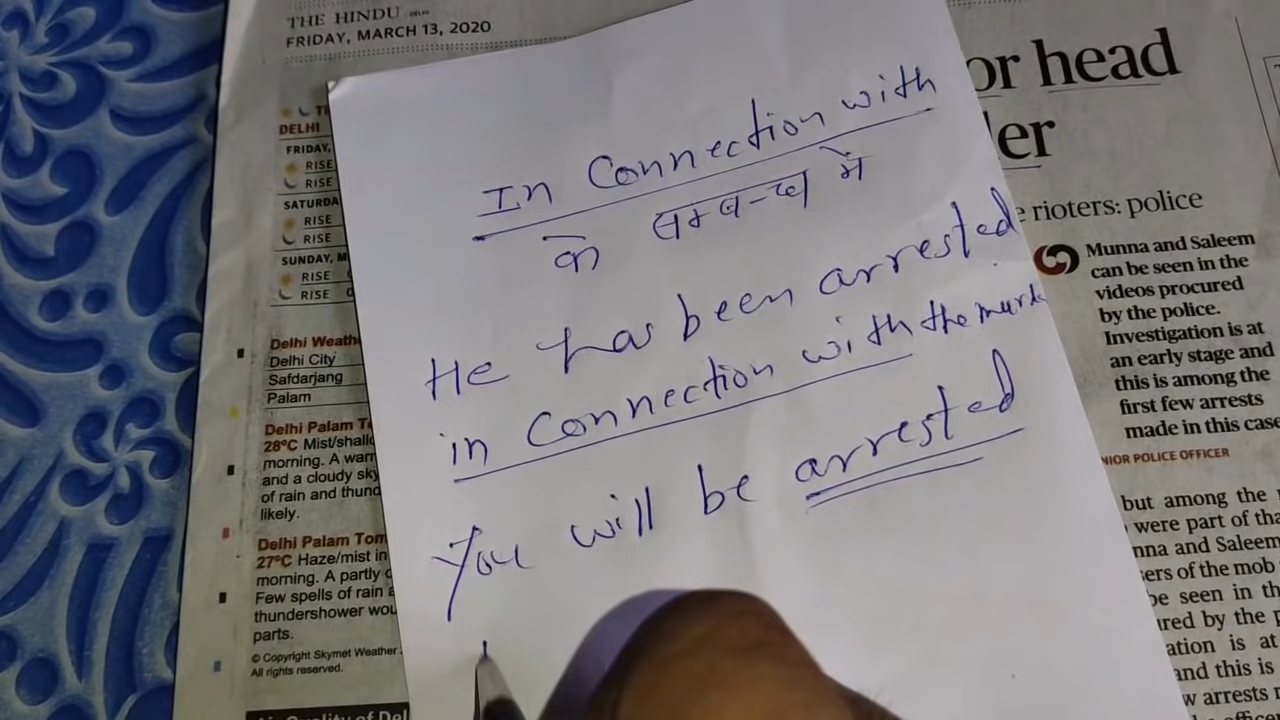 THE HINDU DELHI
FRIDAY, MARCH 13, 2020
DELHI
FRIDAY,
RISE
RISE
SATURDA
RISE
RISE
SUNDAY, M
RISE
RISE
Delhi Weath
Delhi City
Safdarjang
Palam
Delhi Palam T
28°C Mist/shallo
morning. A warm
and a cloudy sky
of rain and thund
likely.
Delhi Palam Tom
27°C Haze/mist in
morning. A partly c
Few spells of rain a
thundershower wou
parts.
© Copyright Skymet Weather
All rights reserved.
In Connection with
के सम्बन्ध में
He has been arrested
in Connection with the murde
You will be arrested
or head
er
e rioters: police
Munna and Saleem
can be seen in the
videos procured
by the police.
Investigation is at
an early stage and
this is among the
first few arrests
made in this case
NIOR POLICE OFFICER
but among the
were part of tha
nna and Saleem
ers of the mob
be seen in th
ured by the p
ation is at
and this is
w arrests